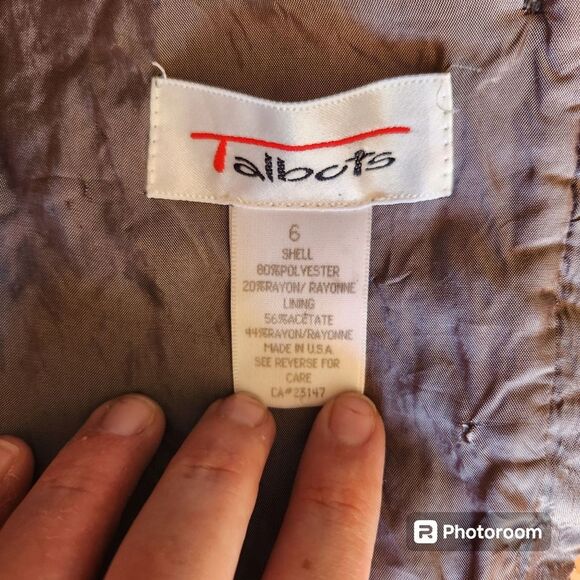 Talbots
6
SHELL
80%POLYESTER
20%RAYON/ RAYONNE
LINING
56%ACETATE
44%RAYON/RAYONNE
MADE IN U.S.A
SEE REVERSE FOR
CARE
CA#23147
Photoroom